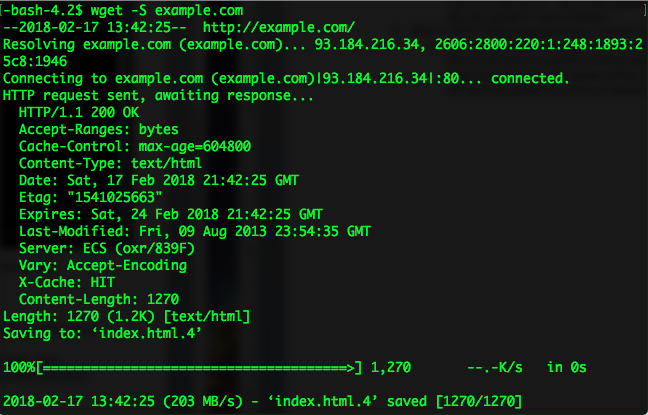 [-bash-4.2$ wget -S example.com
--2018-02-17 13:42:25--  http://example.com/
Resolving example.com (example.com)... 93.184.216.34, 2606:2800:220:1:248:1893:2
5c8:1946
Connecting to example.com (example.com)|93.184.216.34|:80... connected.
HTTP request sent, awaiting response...
  HTTP/1.1 200 OK
  Accept-Ranges: bytes
  Cache-Control: max-age=604800
  Content-Type: text/html
  Date: Sat, 17 Feb 2018 21:42:25 GMT
  Etag: "1541025663"
  Expires: Sat, 24 Feb 2018 21:42:25 GMT
  Last-Modified: Fri, 09 Aug 2013 23:54:35 GMT
  Server: ECS (oxr/839F)
  Vary: Accept-Encoding
  X-Cache: HIT
  Content-Length: 1270
Length: 1270 (1.2K) [text/html]
Saving to: ‘index.html.4’
100%[======================================>] 1,270       --.-K/s   in 0s
2018-02-17 13:42:25 (203 MB/s) - ‘index.html.4’ saved [1270/1270]